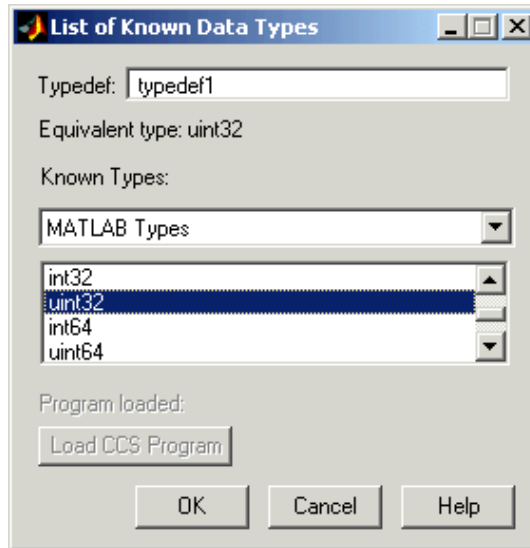 List of Known Data Types
Typedef: typedef1
Equivalent type: uint32
Known Types:
MATLAB Types
int32
uint32
int64
uint64
Program loaded:
Load CCS Program
OK Cancel Help